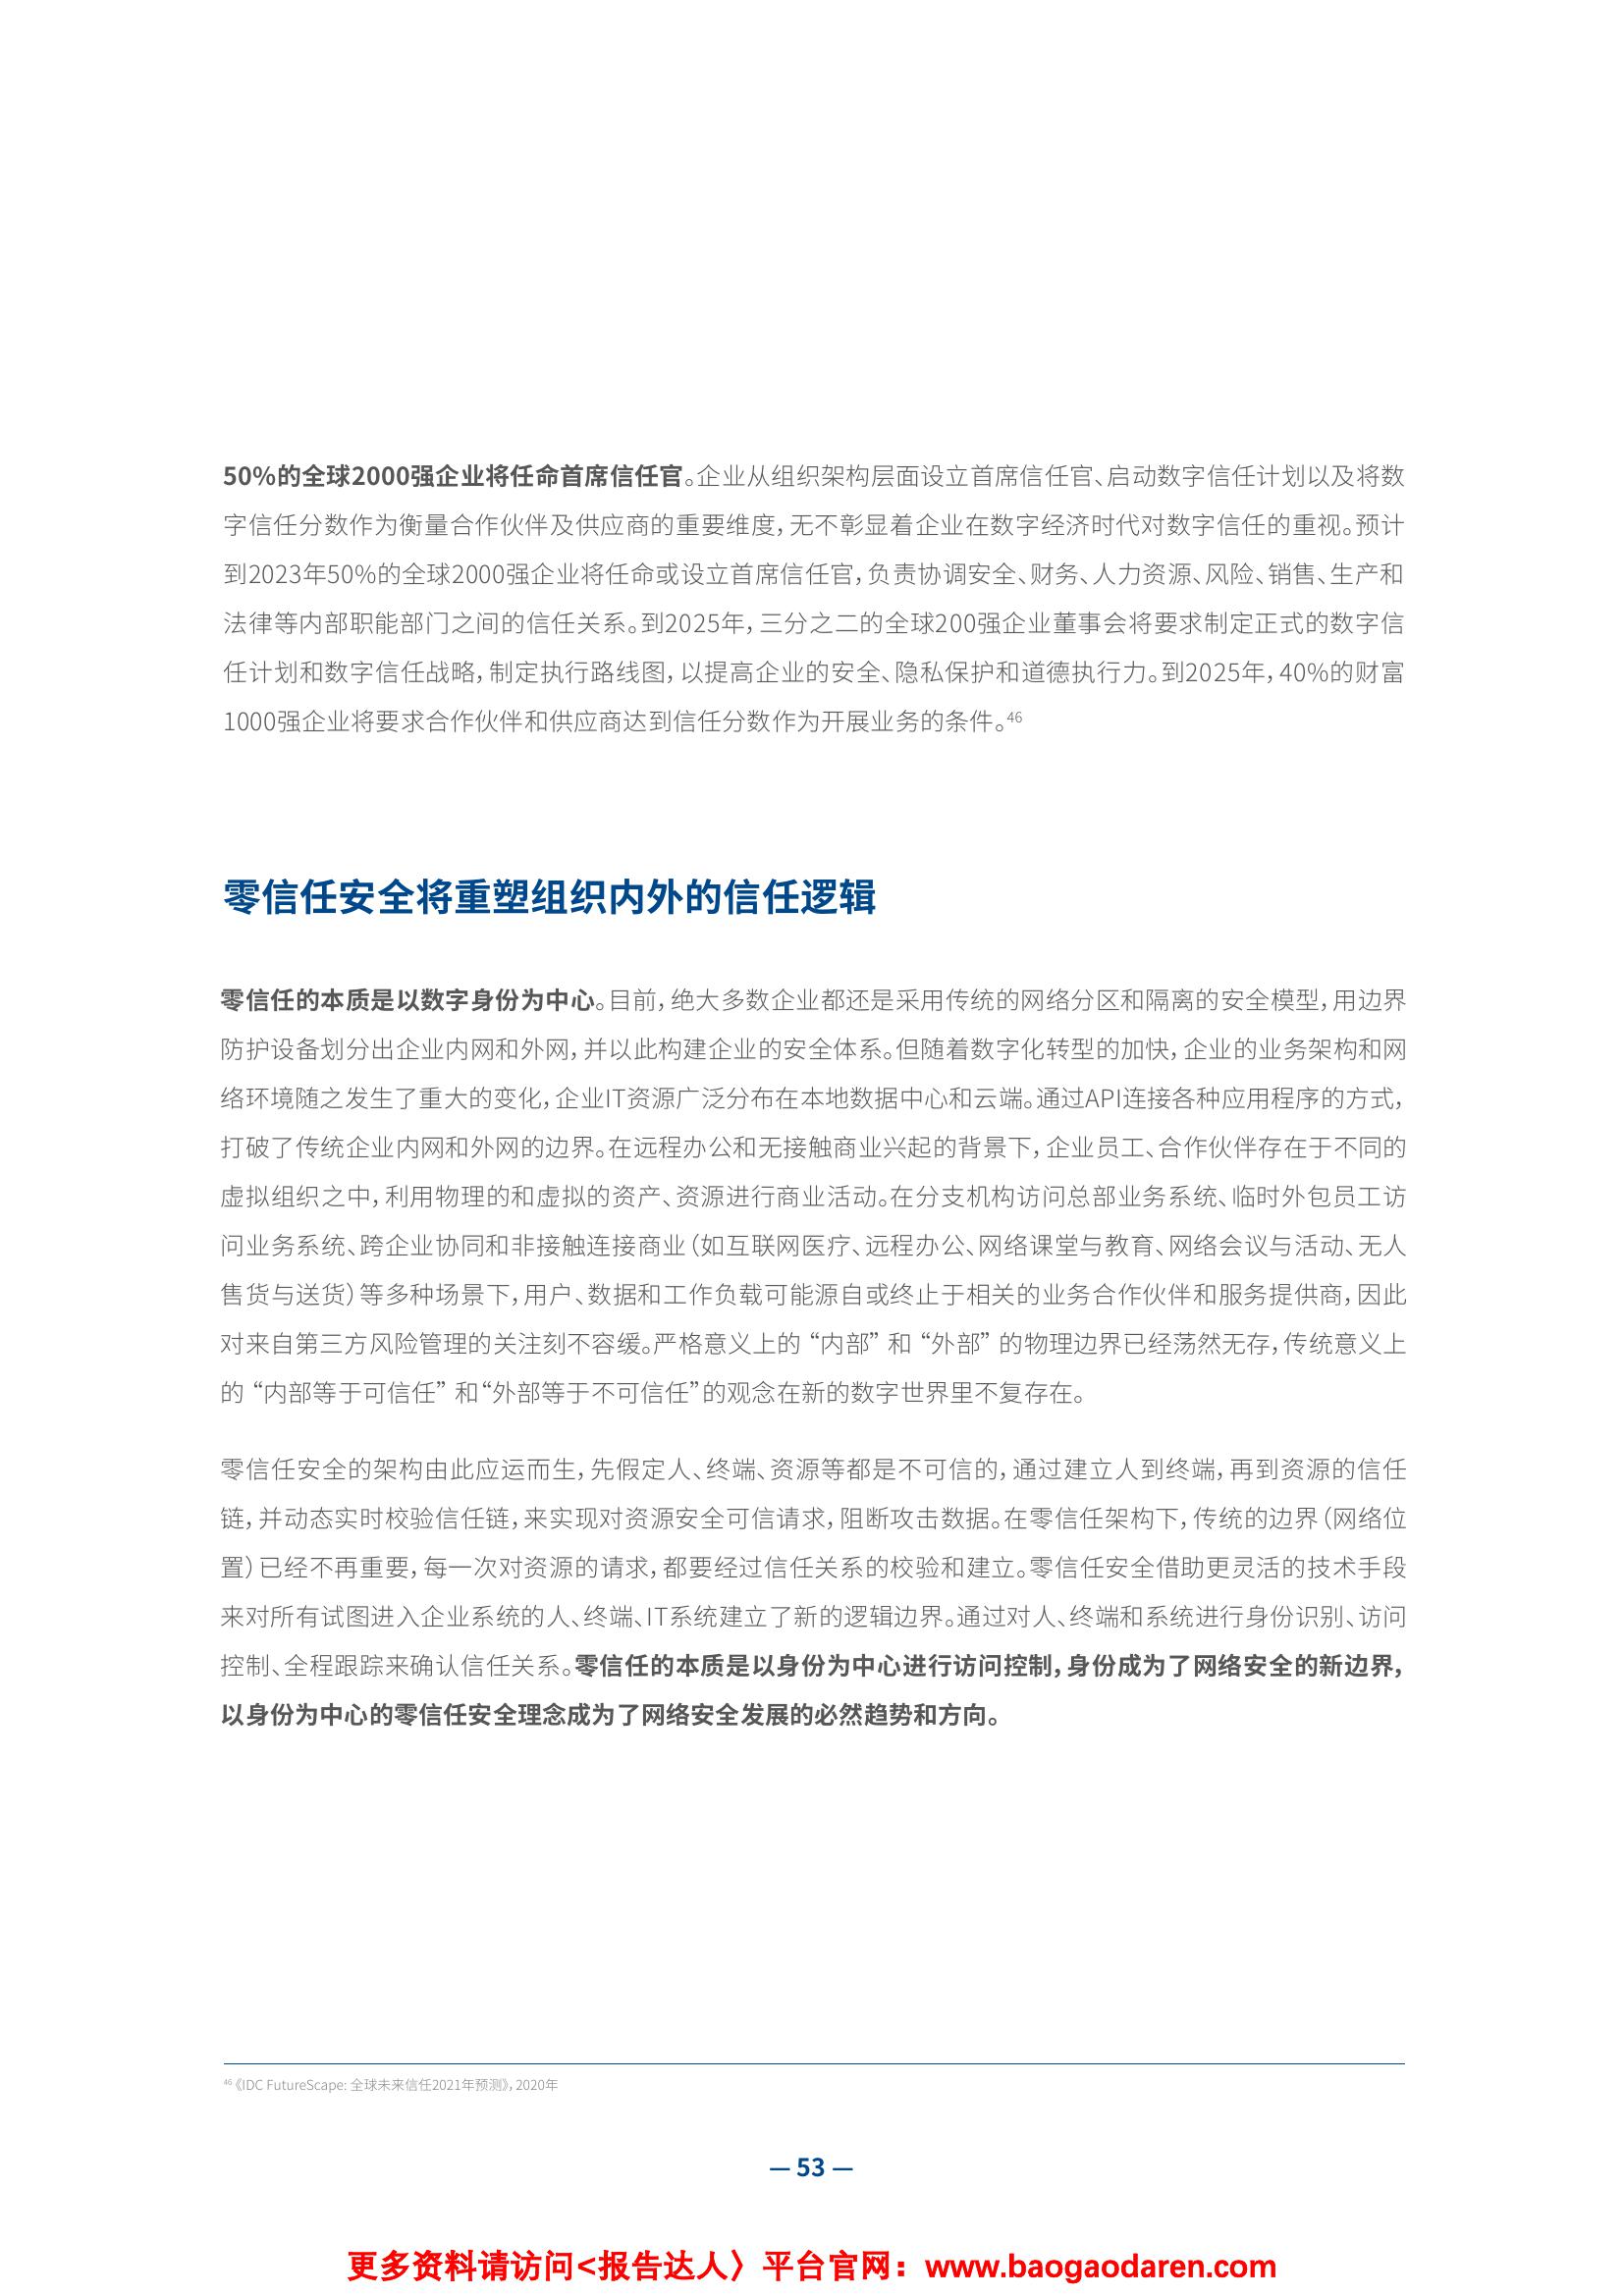 50%的全球2000强企业将任命首席信任官。企业从组织架构层面设立首席信任官、启动数字信任计划以及将数
字信任分数作为衡量合作伙伴及供应商的重要维度，无不彰显着企业在数字经济时代对数字信任的重视。预计
到2023年50%的全球2000强企业将任命或设立首席信任官，负责协调安全、财务、人力资源、风险、销售、生产和
法律等内部职能部门之间的信任关系。到2025年，三分之二的全球200强企业董事会将要求制定正式的数字信
任计划和数字信任战略，制定执行路线图，以提高企业的安全、隐私保护和道德执行力。到2025年，40%的财富
1000强企业将要求合作伙伴和供应商达到信任分数作为开展业务的条件。46
零信任安全将重塑组织内外的信任逻辑
零信任的本质是以数字身份为中心。目前，绝大多数企业都还是采用传统的网络分区和隔离的安全模型，用边界
防护设备划分出企业内网和外网，并以此构建企业的安全体系。但随着数字化转型的加快，企业的业务架构和网
络环境随之发生了重大的变化，企业IT资源广泛分布在本地数据中心和云端。通过API连接各种应用程序的方式，
打破了传统企业内网和外网的边界。在远程办公和无接触商业兴起的背景下，企业员工、合作伙伴存在于不同的
虚拟组织之中，利用物理的和虚拟的资产、资源进行商业活动。在分支机构访问总部业务系统、临时外包员工访
问业务系统、跨企业协同和非接触连接商业（如互联网医疗、远程办公、网络课堂与教育、网络会议与活动、无人
售货与送货）等多种场景下，用户、数据和工作负载可能源自或终止于相关的业务合作伙伴和服务提供商，因此
对来自第三方风险管理的关注刻不容缓。严格意义上的“内部”和“外部”的物理边界已经荡然无存，传统意义上
的“内部等于可信任”和“外部等于不可信任”的观念在新的数字世界里不复存在。
零信任安全的架构由此应运而生，先假定人、终端、资源等都是不可信的，通过建立人到终端，再到资源的信任
链，并动态实时校验信任链，来实现对资源安全可信请求，阻断攻击数据。在零信任架构下，传统的边界（网络位
置）已经不再重要，每一次对资源的请求，都要经过信任关系的校验和建立。零信任安全借助更灵活的技术手段
来对所有试图进入企业系统的人、终端、IT系统建立了新的逻辑边界。通过对人、终端和系统进行身份识别、访问
控制、全程跟踪来确认信任关系。零信任的本质是以身份为中心进行访问控制，身份成为了网络安全的新边界，
以身份为中心的零信任安全理念成为了网络安全发展的必然趋势和方向。
46《IDC FutureScape: 全球未来信任2021年预测》，2020年
— 53 —
更多资料请访问<报告达人〉平台官网：www.baogaodaren.com